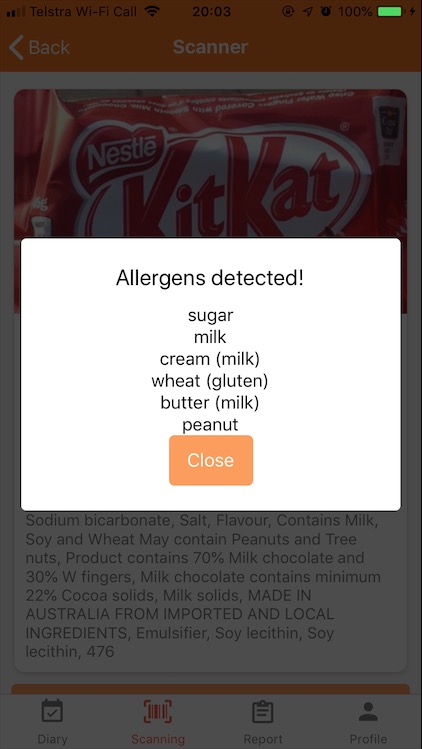 Telstra Wi-Fi Call 20:03 100%
Back Scanner
Nestlé
KitKat
Allergens detected!
sugar
milk
cream (milk)
wheat (gluten)
butter (milk)
peanut
Close
Sodium bicarbonate, Salt, Flavour, Contains Milk,
Soy and Wheat May contain Peanuts and Tree
nuts, Product contains 70% Milk chocolate and
30% W fingers, Milk chocolate contains minimum
22% Cocoa solids, Milk solids, MADE IN
AUSTRALIA FROM IMPORTED AND LOCAL
INGREDIENTS, Emulsifier, Soy lecithin, Soy
lecithin, 476
Diary Scanning Report Profile